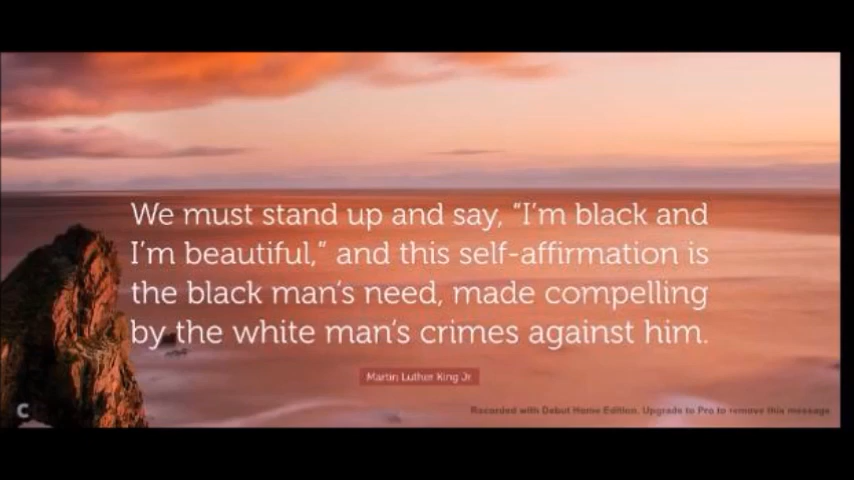 We must stand up and say, “I’m black and
I’m beautiful,” and this self-affirmation is
the black man’s need, made compelling
by the white man’s crimes against him.
Martin Luther King Jr.
C
Recorded with Debut Home Edition. Upgrade to Pro to remove this message